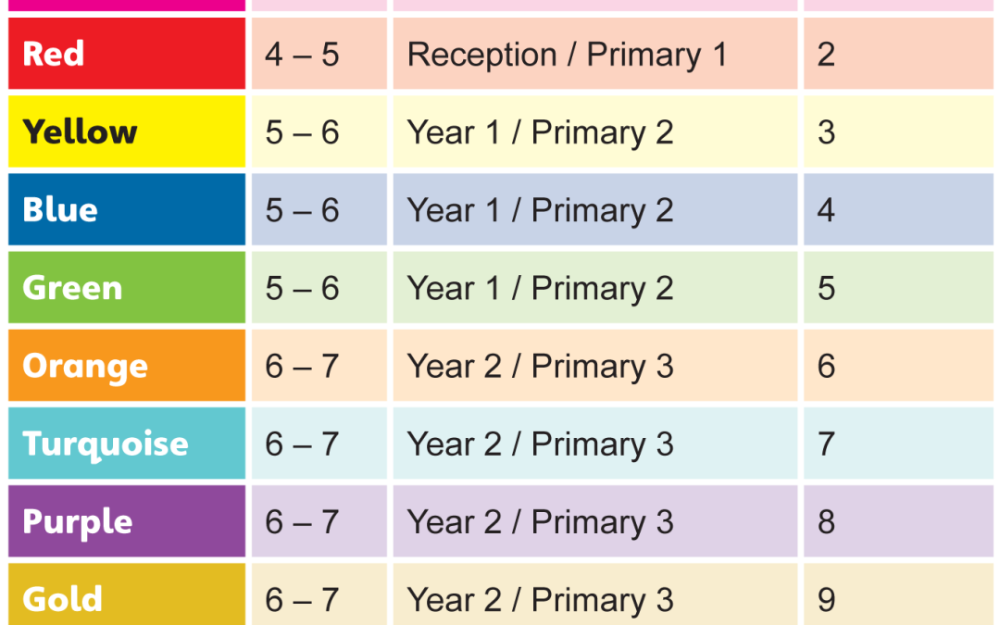 Red 4 – 5 Reception / Primary 1 2
Yellow 5 – 6 Year 1 / Primary 2 3
Blue 5 – 6 Year 1 / Primary 2 4
Green 5 – 6 Year 1 / Primary 2 5
Orange 6 – 7 Year 2 / Primary 3 6
Turquoise 6 – 7 Year 2 / Primary 3 7
Purple 6 – 7 Year 2 / Primary 3 8
Gold 6 – 7 Year 2 / Primary 3 9